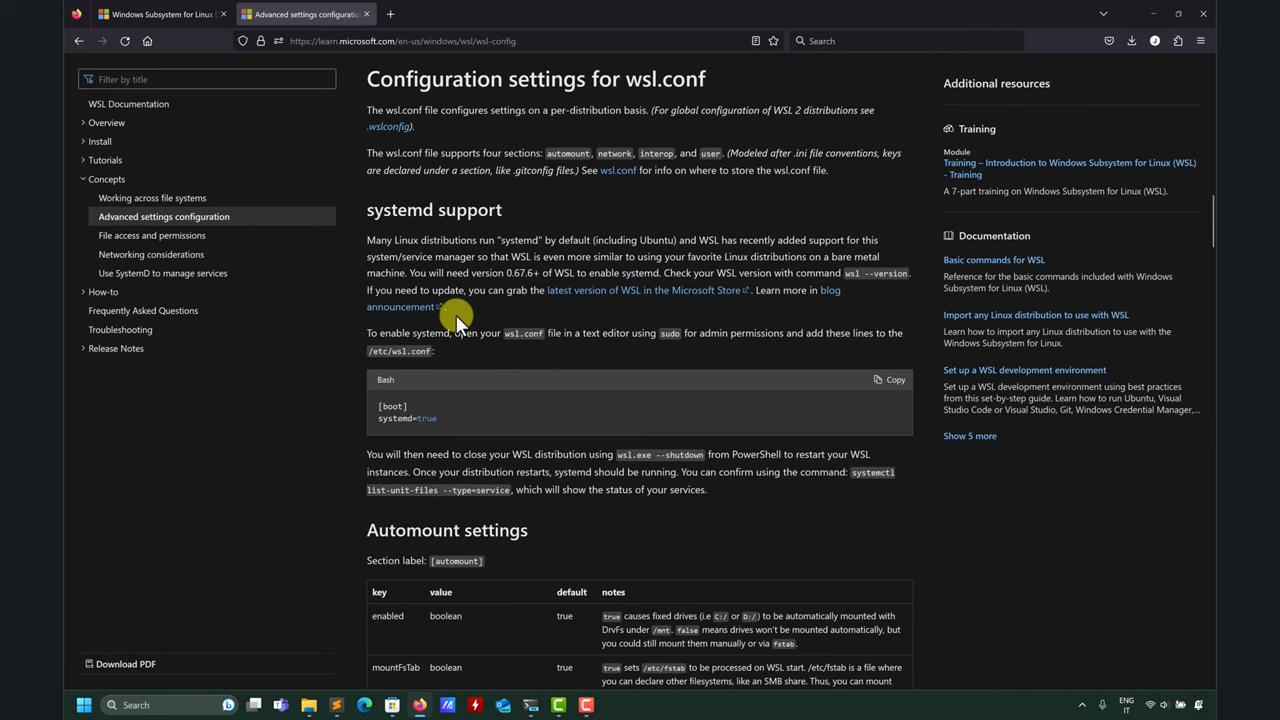 Windows Subsystem for Linux D
Advanced settings configuratio
https://learn.microsoft.com/en-us/windows/wsl/wsl-config
Search
Filter by title
WSL Documentation
Overview
Install
Tutorials
Concepts
Working across file systems
Advanced settings configuration
File access and permissions
Networking considerations
Use SystemD to manage services
How-to
Frequently Asked Questions
Troubleshooting
Release Notes
Download PDF
Configuration settings for wsl.conf
The wsl.conf file configures settings on a per-distribution basis. (For global configuration of WSL 2 distributions see
.wslconfig).
The wsl.conf file supports four sections: automount, network, interop, and user. (Modeled after .ini file conventions, keys
are declared under a section, like .gitconfig files.) See wsl.conf for info on where to store the wsl.conf file.
systemd support
Many Linux distributions run "systemd" by default (including Ubuntu) and WSL has recently added support for this
system/service manager so that WSL is even more similar to using your favorite Linux distributions on a bare metal
machine. You will need version 0.67.6+ of WSL to enable systemd. Check your WSL version with command wsl --version.
If you need to update, you can grab the latest version of WSL in the Microsoft Store. Learn more in blog
announcement.
To enable systemd, open your wsl.conf file in a text editor using sudo for admin permissions and add these lines to the
/etc/wsl.conf:
Bash
Copy
[boot]
systemd=true
You will then need to close your WSL distribution using wsl.exe --shutdown from PowerShell to restart your WSL
instances. Once your distribution restarts, systemd should be running. You can confirm using the command: systemctl
list-unit-files --type=service, which will show the status of your services.
Automount settings
Section label: [automount]
key value default notes
enabled boolean true true causes fixed drives (i.e C:/ or D:/) to be automatically mounted with
DrvFs under /mnt. false means drives won't be mounted automatically, but
you could still mount them manually or via fstab.
mountFsTab boolean true true sets /etc/fstab to be processed on WSL start. /etc/fstab is a file where
you can declare other filesystems, like an SMB share. Thus, you can mount
Additional resources
Training
Module
Training – Introduction to Windows Subsystem for Linux (WSL)
- Training
A 7-part training on Windows Subsystem for Linux (WSL).
Documentation
Basic commands for WSL
Reference for the basic commands included with Windows
Subsystem for Linux (WSL).
Import any Linux distribution to use with WSL
Learn how to import any Linux distribution to use with the
Windows Subsystem for Linux.
Set up a WSL development environment
Set up a WSL development environment using best practices
from this set-by-step guide. Learn how to run Ubuntu, Visual
Studio Code or Visual Studio, Git, Windows Credential Manager,...
Show 5 more
Search
ENG
IT